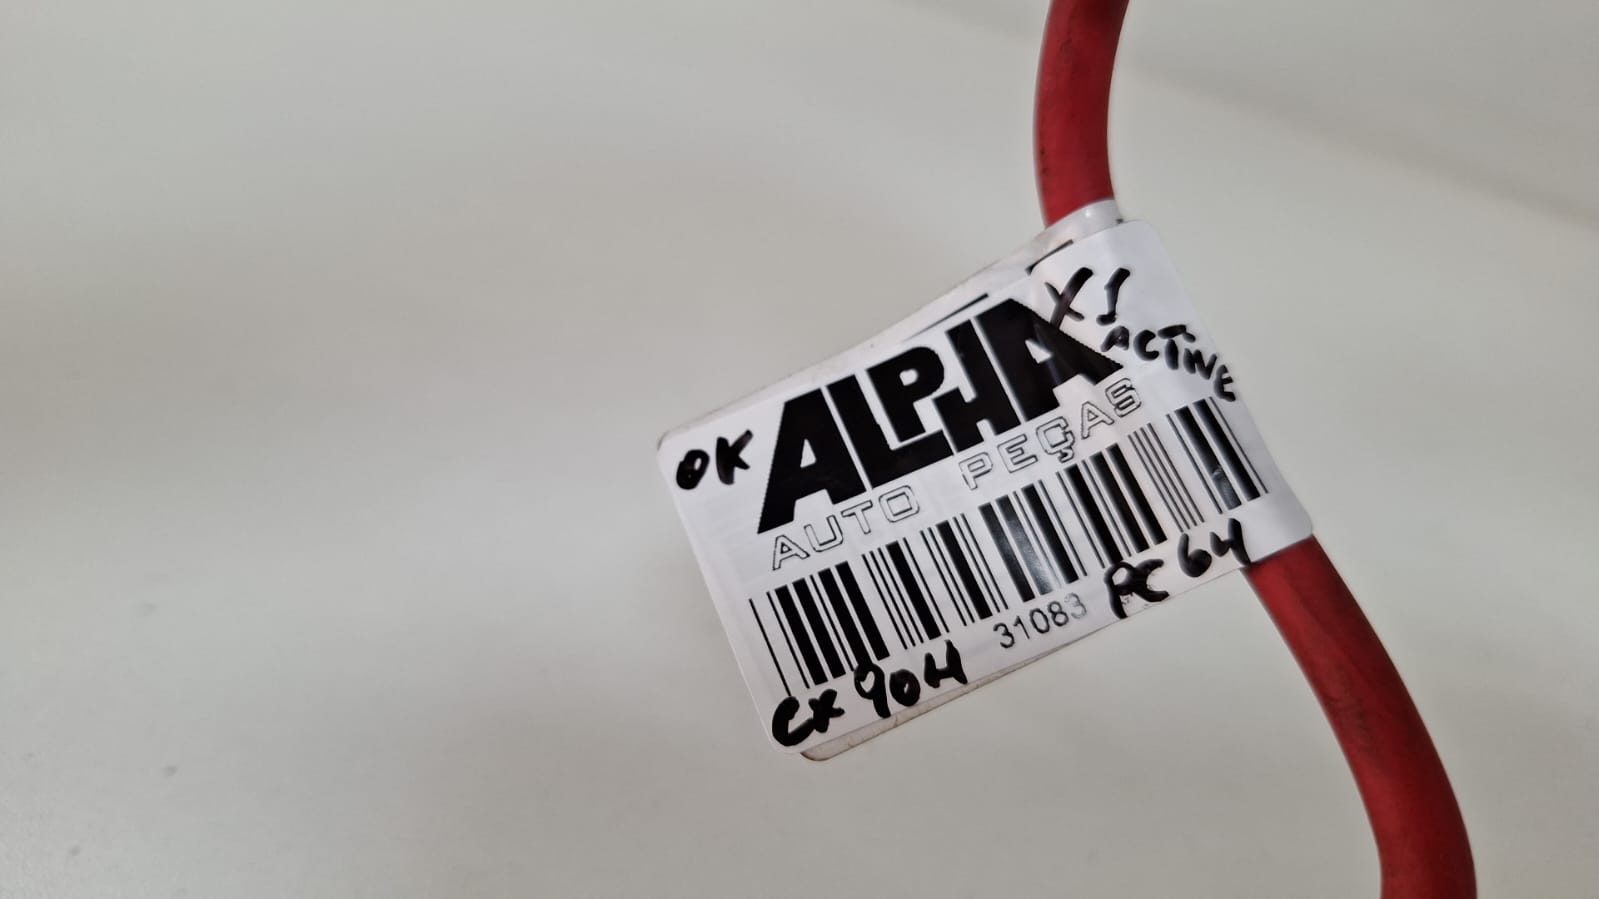 X1
ACTIVE
OK
ALPHA
AUTO PEÇAS
31083
PC 64
CX 904